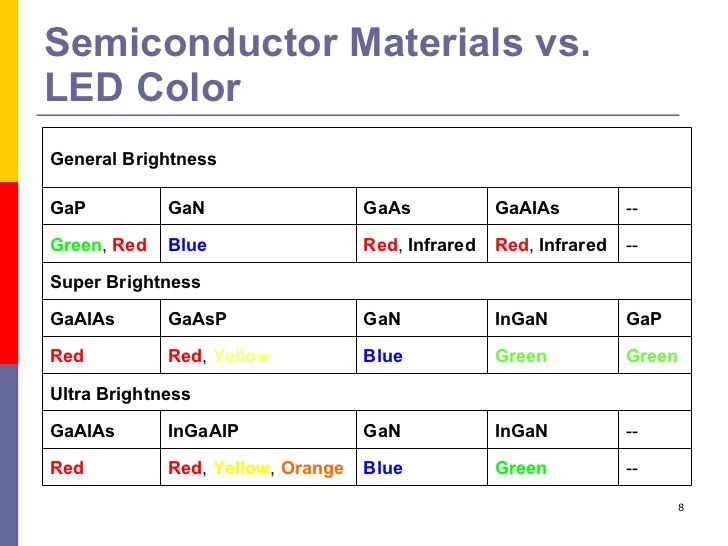 Semiconductor Materials vs.
LED Color
General Brightness
GaP GaN GaAs GaAlAs --
Green, Red Blue Red, Infrared Red, Infrared --
Super Brightness
GaAlAs GaAsP GaN InGaN GaP
Red Red, Yellow Blue Green Green
Ultra Brightness
GaAlAs InGaAlP GaN InGaN --
Red Red, Yellow, Orange Blue Green --
8